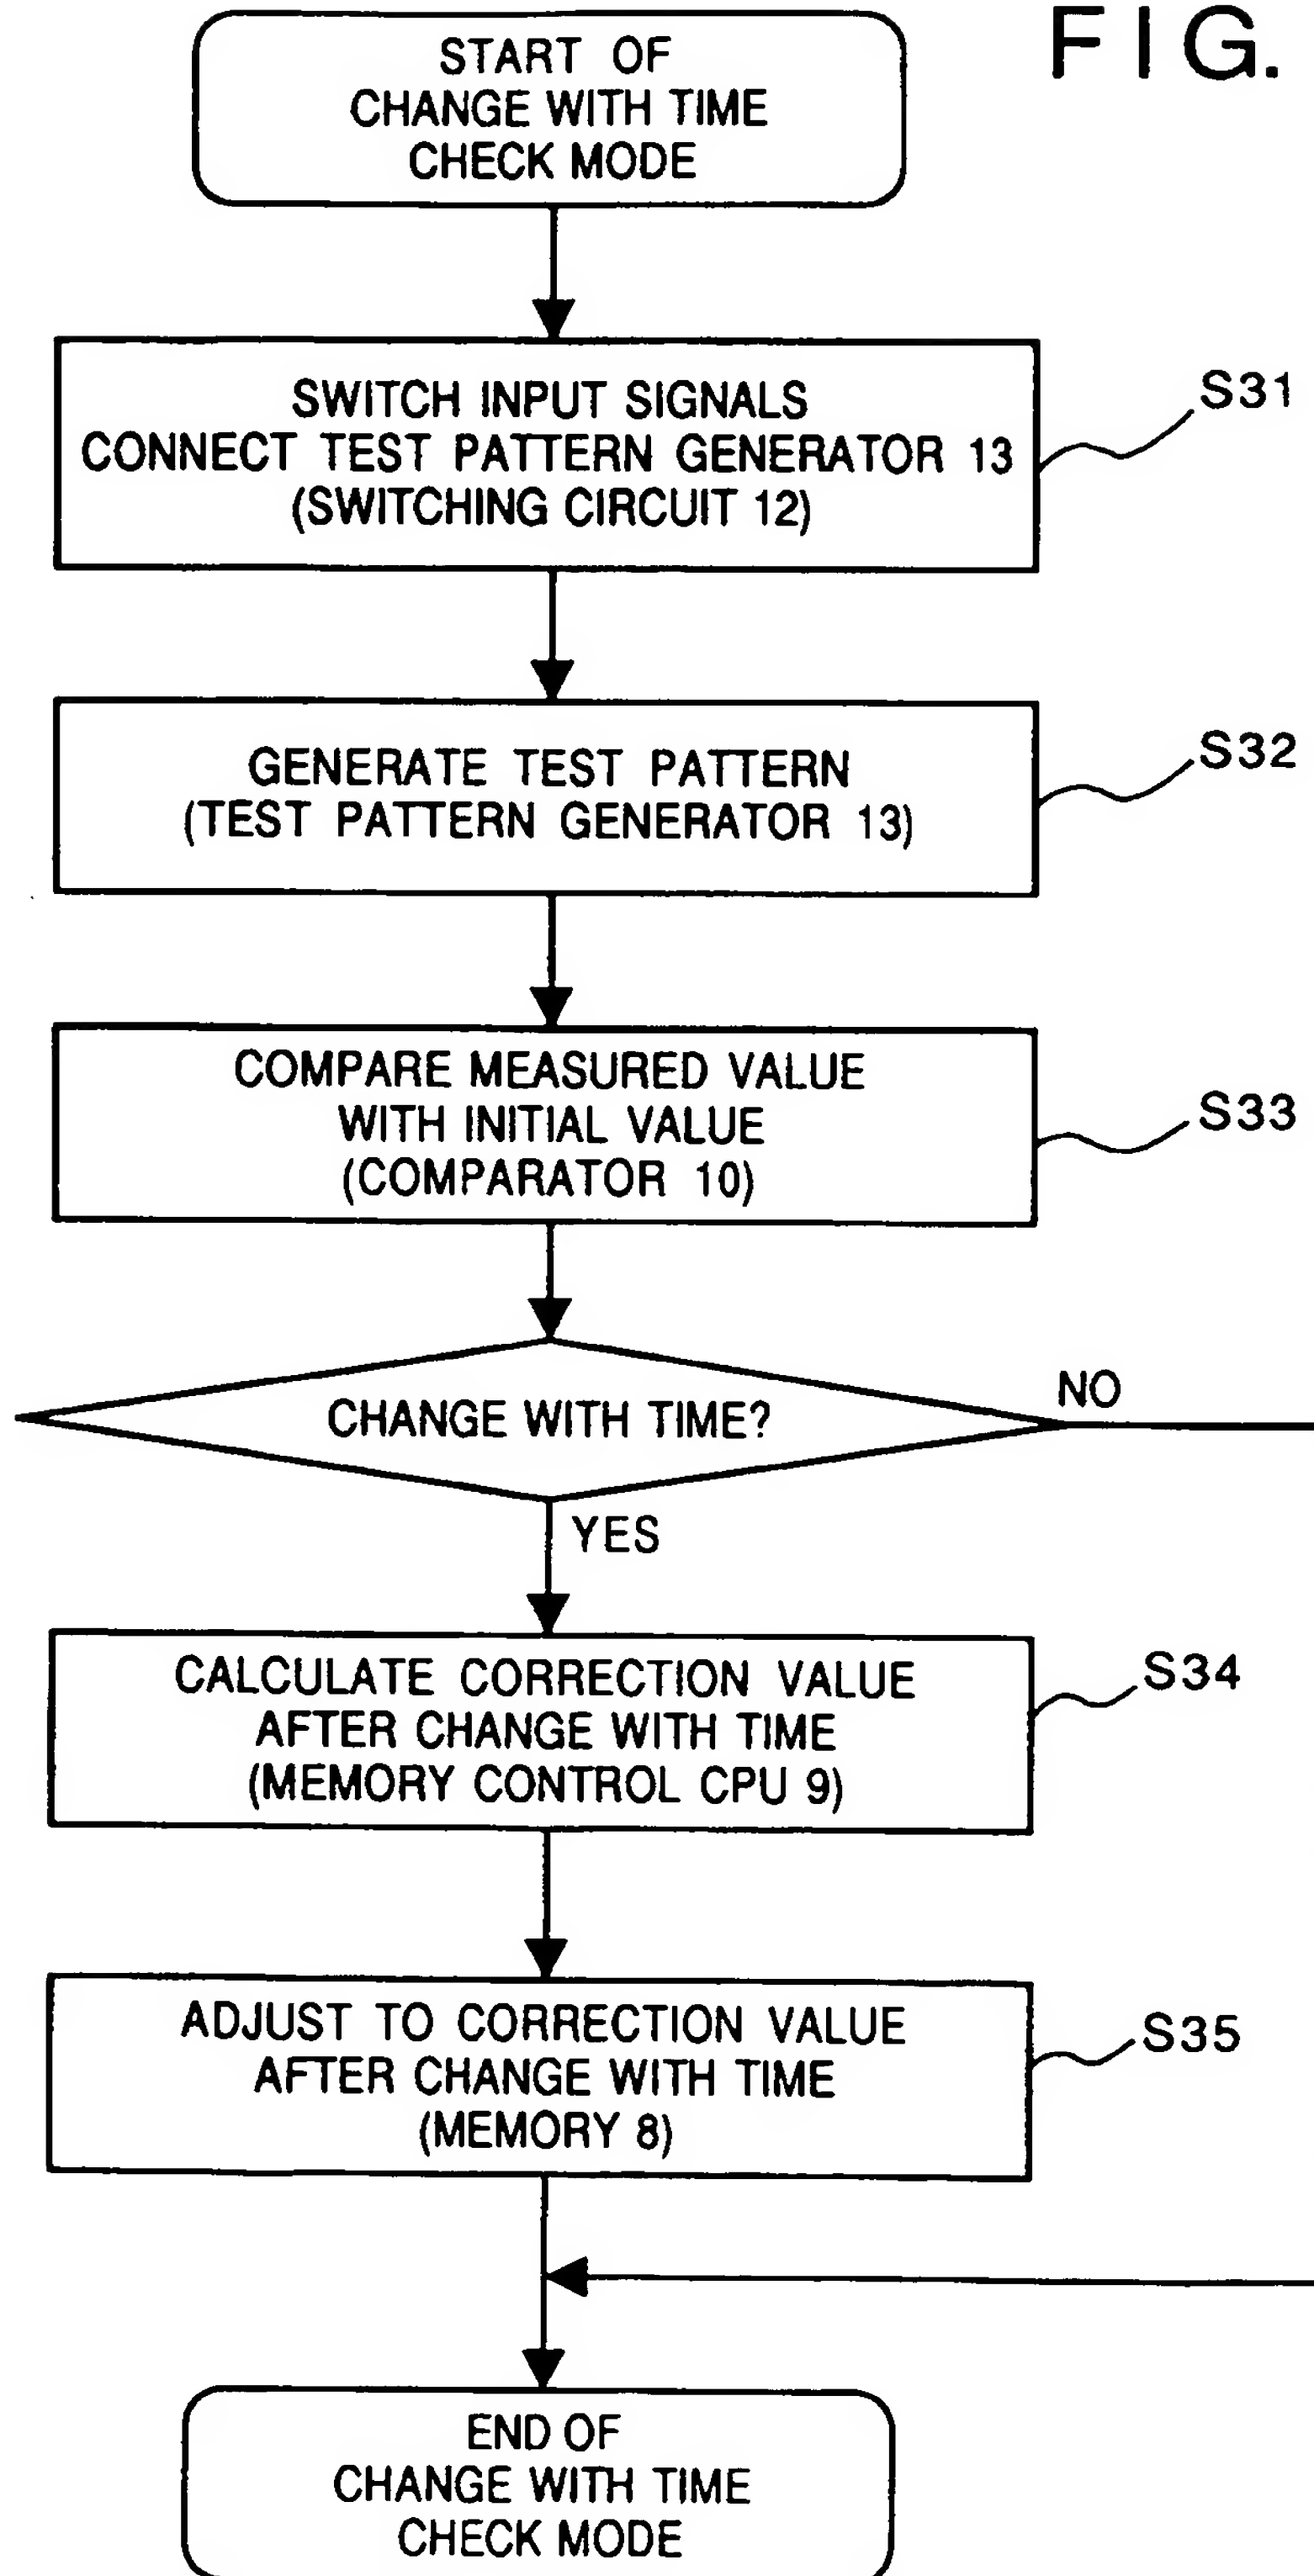 FIG.
START OF
CHANGE WITH TIME
CHECK MODE
SWITCH INPUT SIGNALS
CONNECT TEST PATTERN GENERATOR 13
(SWITCHING CIRCUIT 12)
S31
GENERATE TEST PATTERN
(TEST PATTERN GENERATOR 13)
S32
COMPARE MEASURED VALUE
WITH INITIAL VALUE
(COMPARATOR 10)
S33
CHANGE WITH TIME?
NO
YES
CALCULATE CORRECTION VALUE
AFTER CHANGE WITH TIME
(MEMORY CONTROL CPU 9)
S34
ADJUST TO CORRECTION VALUE
AFTER CHANGE WITH TIME
(MEMORY 8)
S35
END OF
CHANGE WITH TIME
CHECK MODE